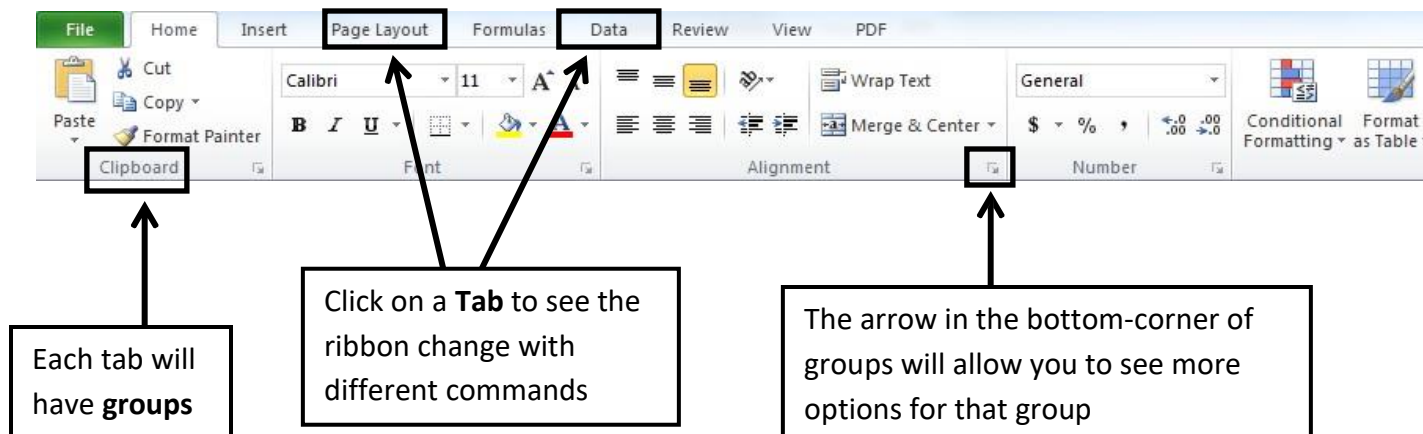 File Home Insert Page Layout Formulas Data Review View PDF
Cut
Calibri 11 A A Wrap Text General
Copy
Paste
Format Painter B I U A Merge & Center $ % , .00 .00 Conditional Format
Formatting as Table
Clipboard Font Alignment Number
Each tab will
have groups
Click on a Tab to see the
ribbon change with
different commands
The arrow in the bottom-corner of
groups will allow you to see more
options for that group